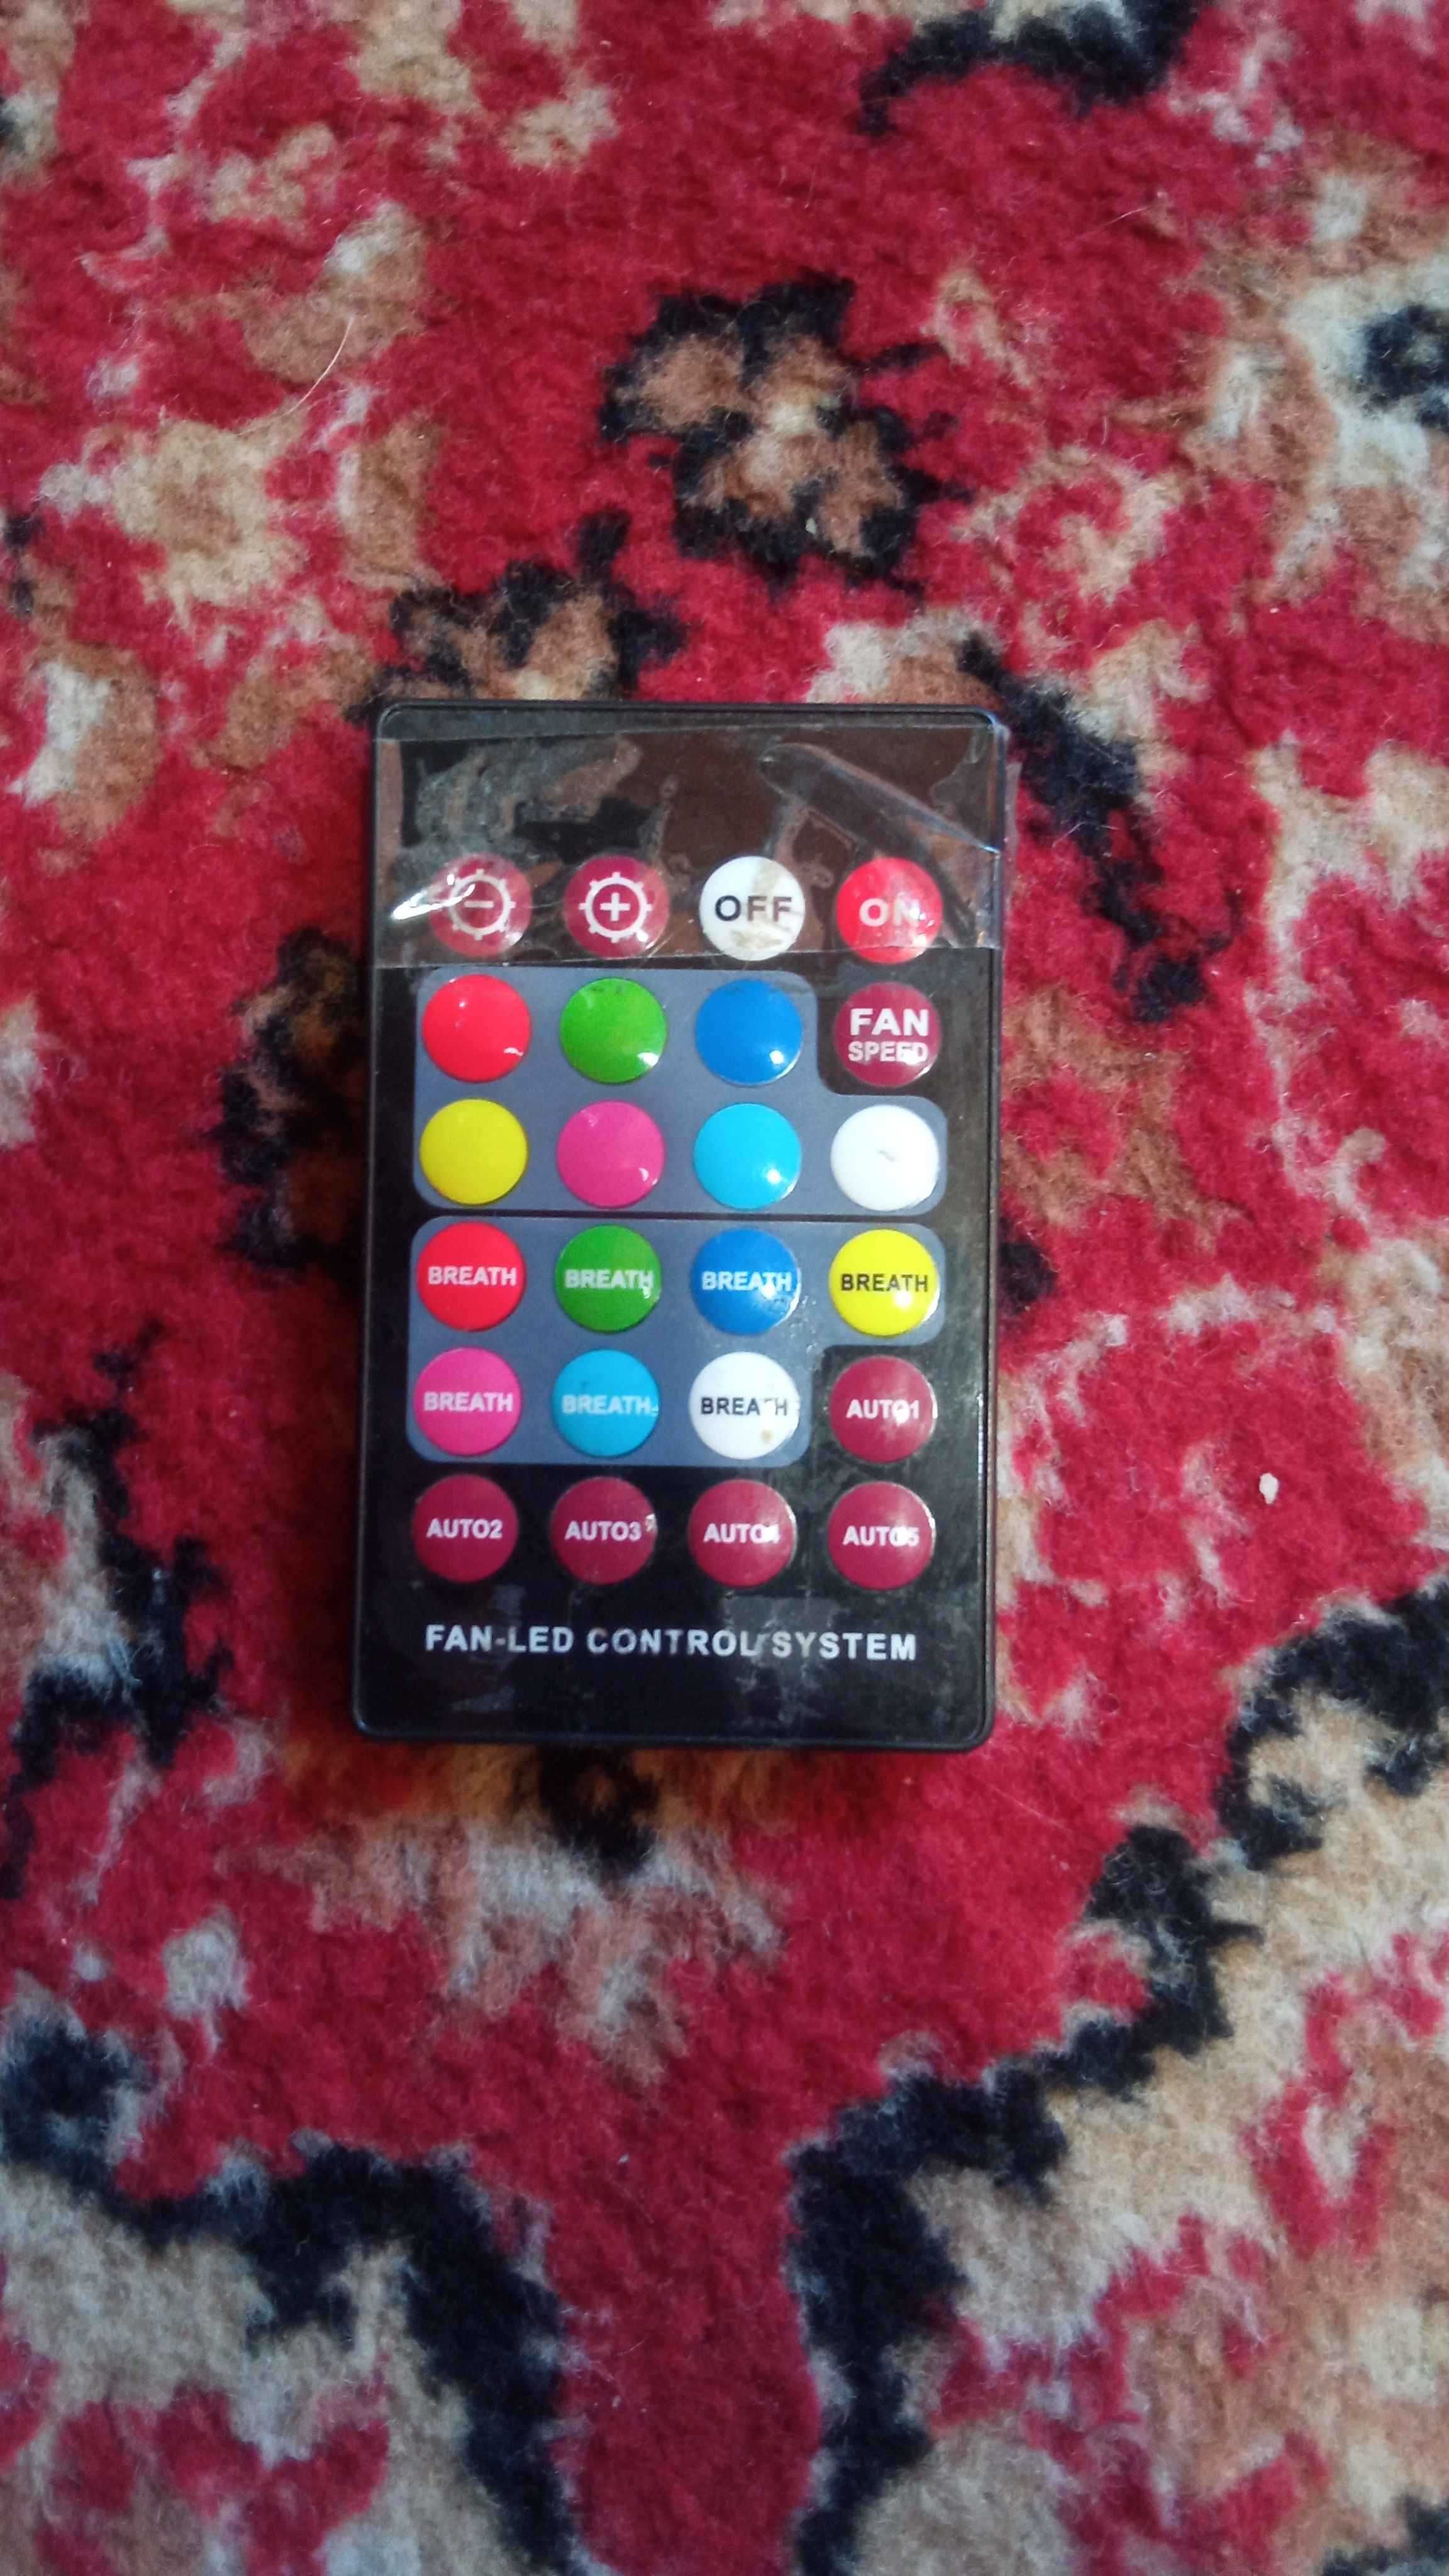 - + OFF ON
FAN
SPEED
BREATH BREATH BREATH BREATH
BREATH BREATH BREATH AUTO1
AUTO2 AUTO3 AUTO4 AUTO5
FAN-LED CONTROL SYSTEM